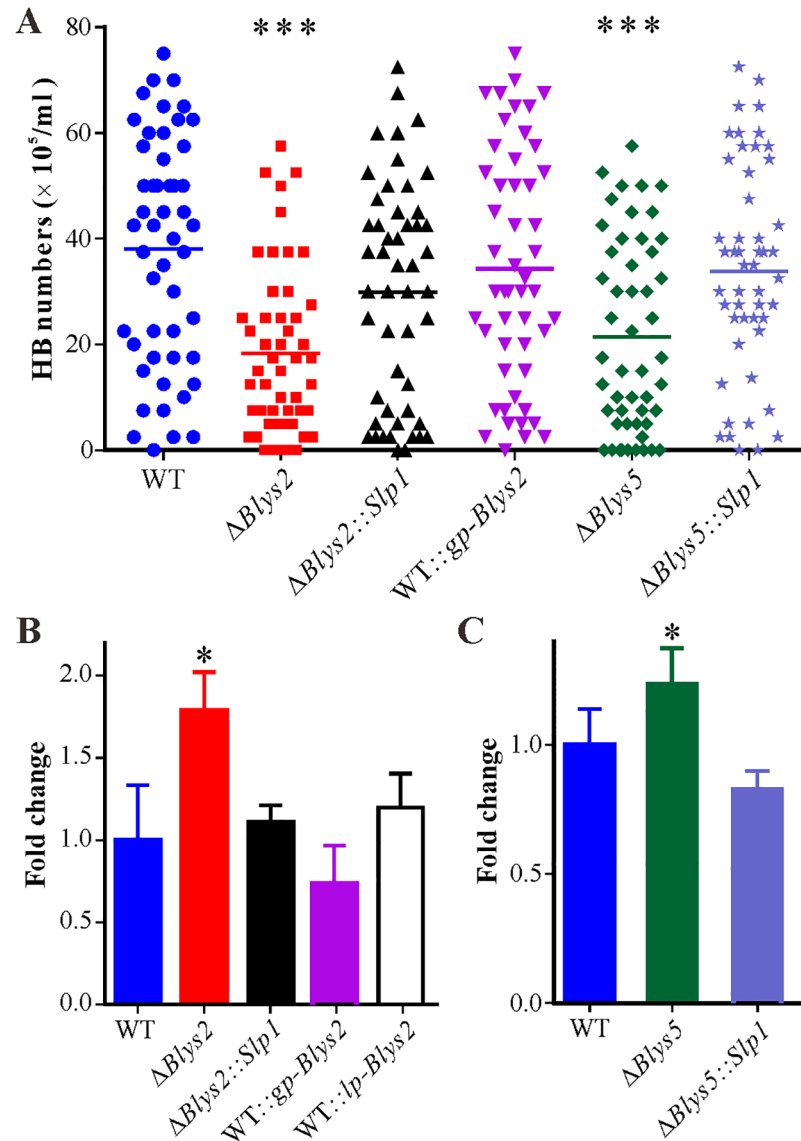 A
HB numbers (× 10⁵/ml)
80
60
40
20
0
***
***
WT
ΔBlys2
ΔBlys2::Slp1
WT::gp-Blys2
ΔBlys5
ΔBlys5::Slp1
B
Fold change
2.0
1.5
1.0
0.5
0.0
*
WT
ΔBlys2
ΔBlys2::Slp1
WT::gp-Blys2
WT::lp-Blys2
C
Fold change
1.0
0.5
0.0
*
WT
ΔBlys5
ΔBlys5::Slp1